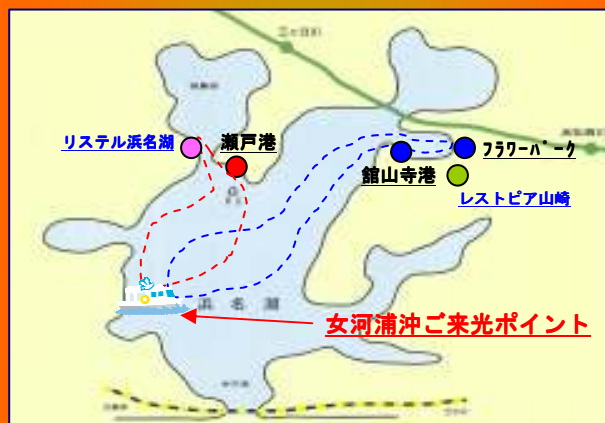 リステル浜名湖
瀬戸港
フラワーパーク
舘山寺港
レストピア山崎
浜名湖
女河浦沖ご来光ポイント